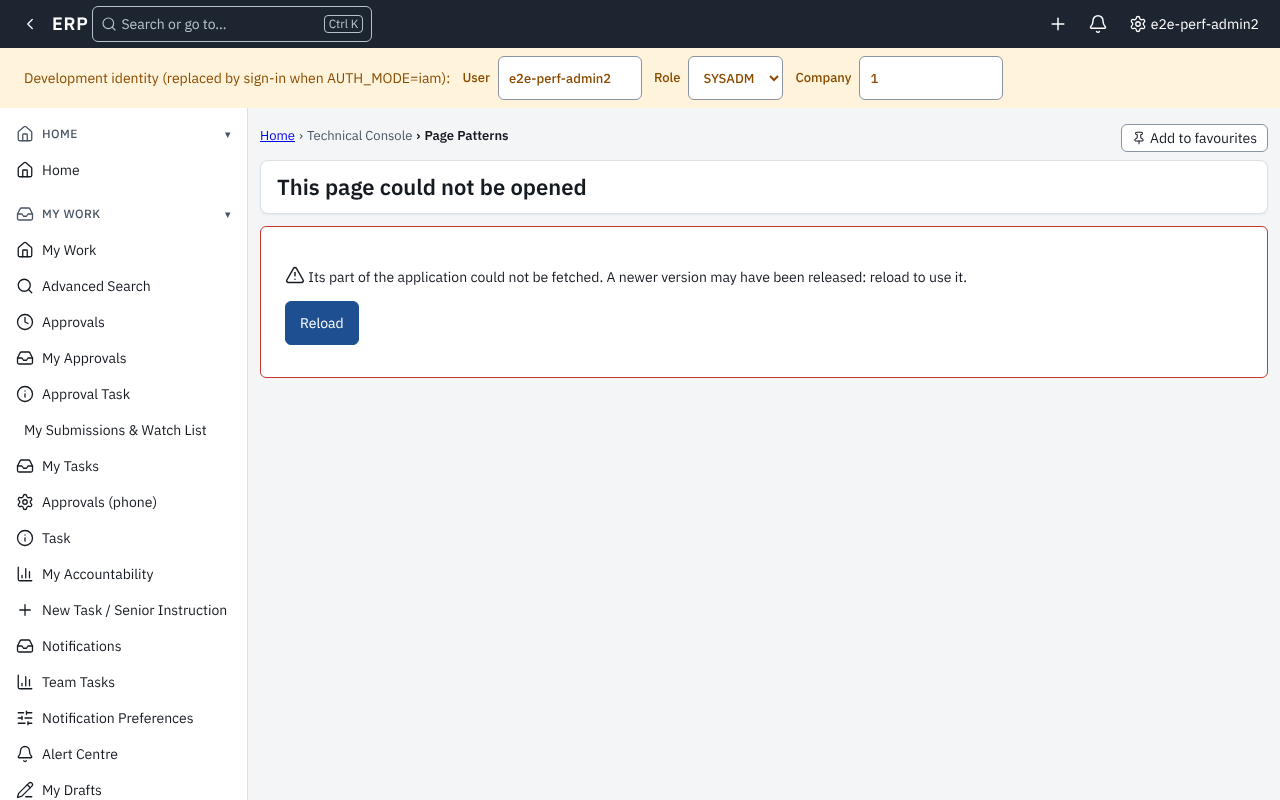 ERP
Search or go to...
Ctrl K
e2e-perf-admin2
Development identity (replaced by sign-in when AUTH_MODE=iam):
User
e2e-perf-admin2
Role
SYSADM
Company
1
HOME
Home
MY WORK
My Work
Advanced Search
Approvals
My Approvals
Approval Task
My Submissions & Watch List
My Tasks
Approvals (phone)
Task
My Accountability
New Task / Senior Instruction
Notifications
Team Tasks
Notification Preferences
Alert Centre
My Drafts
Home › Technical Console › Page Patterns
Add to favourites
This page could not be opened
Its part of the application could not be fetched. A newer version may have been released: reload to use it.
Reload